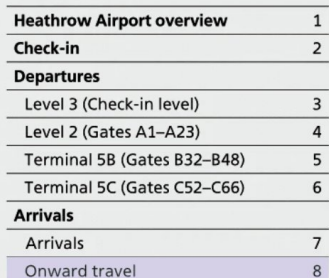 Heathrow Airport overview 1
Check-in 2
Departures
Level 3 (Check-in level) 3
Level 2 (Gates A1–A23) 4
Terminal 5B (Gates B32–B48) 5
Terminal 5C (Gates C52–C66) 6
Arrivals
Arrivals 7
Onward travel 8